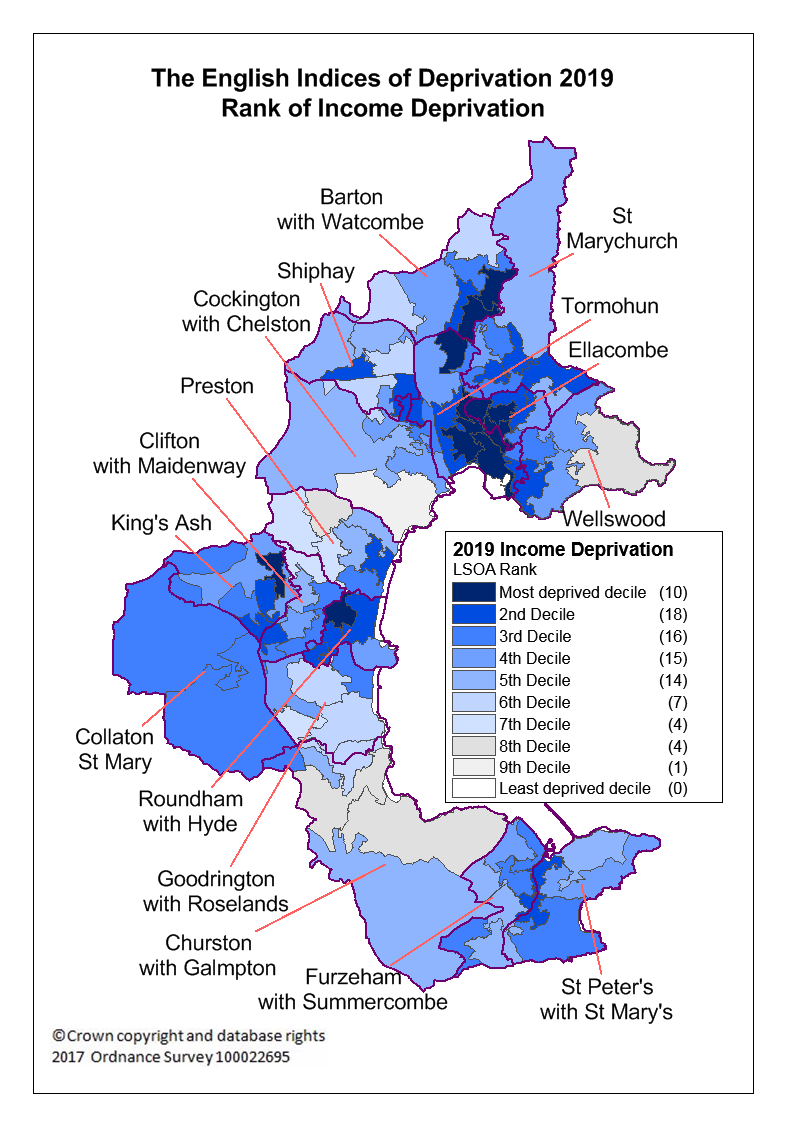 The English Indices of Deprivation 2019
Rank of Income Deprivation
Barton
with Watcombe
St
Marychurch
Shiphay
Cockington
with Chelston
Tormohun
Ellacombe
Preston
Clifton
with Maidenway
King's Ash
Wellswood
2019 Income Deprivation
LSOA Rank
Most deprived decile (10)
2nd Decile (18)
3rd Decile (16)
4th Decile (15)
5th Decile (14)
6th Decile (7)
7th Decile (4)
8th Decile (4)
9th Decile (1)
Least deprived decile (0)
Collaton
St Mary
Roundham
with Hyde
Goodrington
with Roselands
Churston
with Galmpton
Furzeham
with Summercombe
St Peter's
with St Mary's
©Crown copyright and database rights
2017 Ordnance Survey 100022695